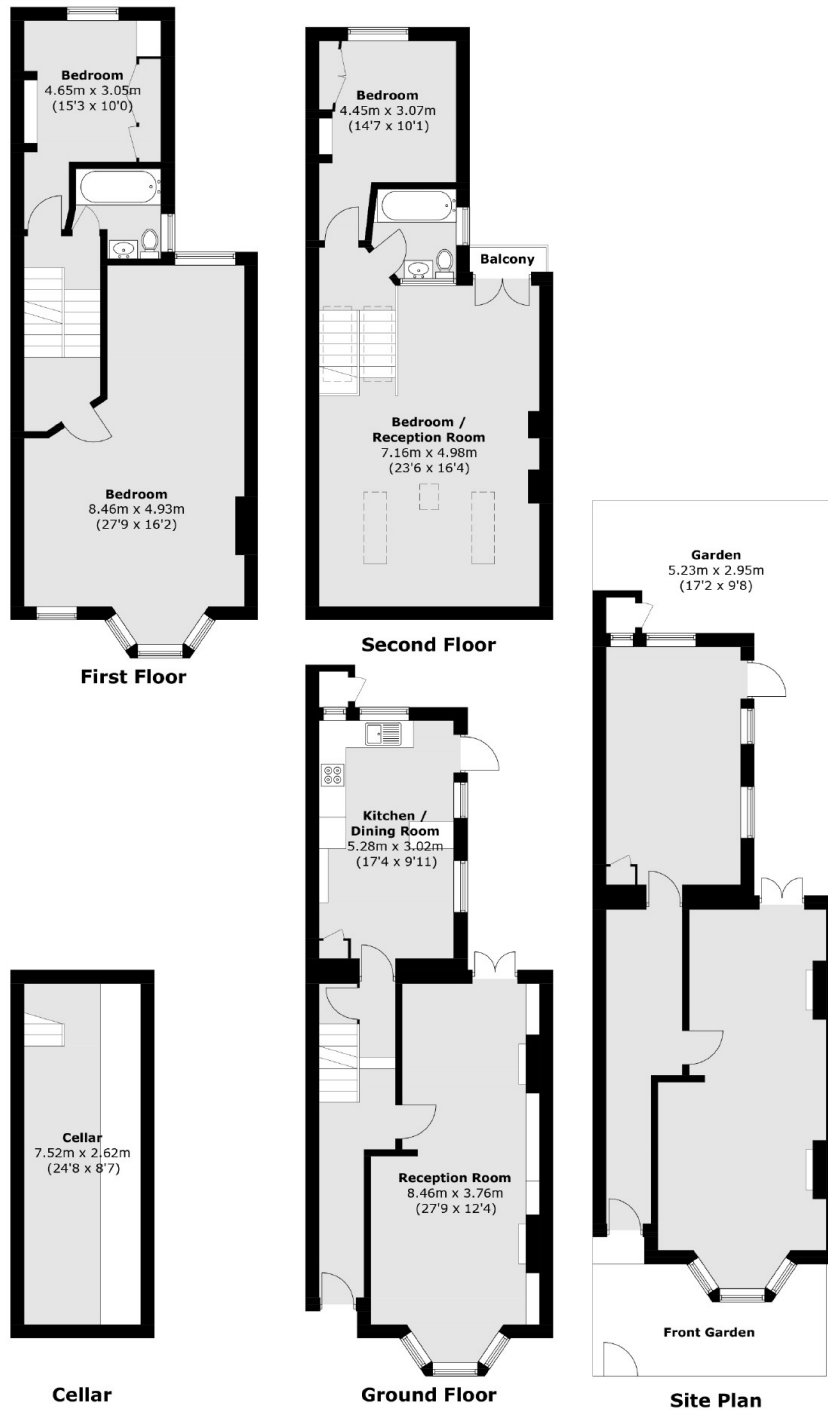 Bedroom
4.65m x 3.05m
(15'3 x 10'0)
Bedroom
8.46m x 4.93m
(27'9 x 16'2)
First Floor
Bedroom
4.45m x 3.07m
(14'7 x 10'1)
Balcony
Bedroom /
Reception Room
7.16m x 4.98m
(23'6 x 16'4)
Second Floor
Kitchen /
Dining Room
5.28m x 3.02m
(17'4 x 9'11)
Reception Room
8.46m x 3.76m
(27'9 x 12'4)
Ground Floor
Cellar
7.52m x 2.62m
(24'8 x 8'7)
Cellar
Garden
5.23m x 2.95m
(17'2 x 9'8)
Front Garden
Site Plan